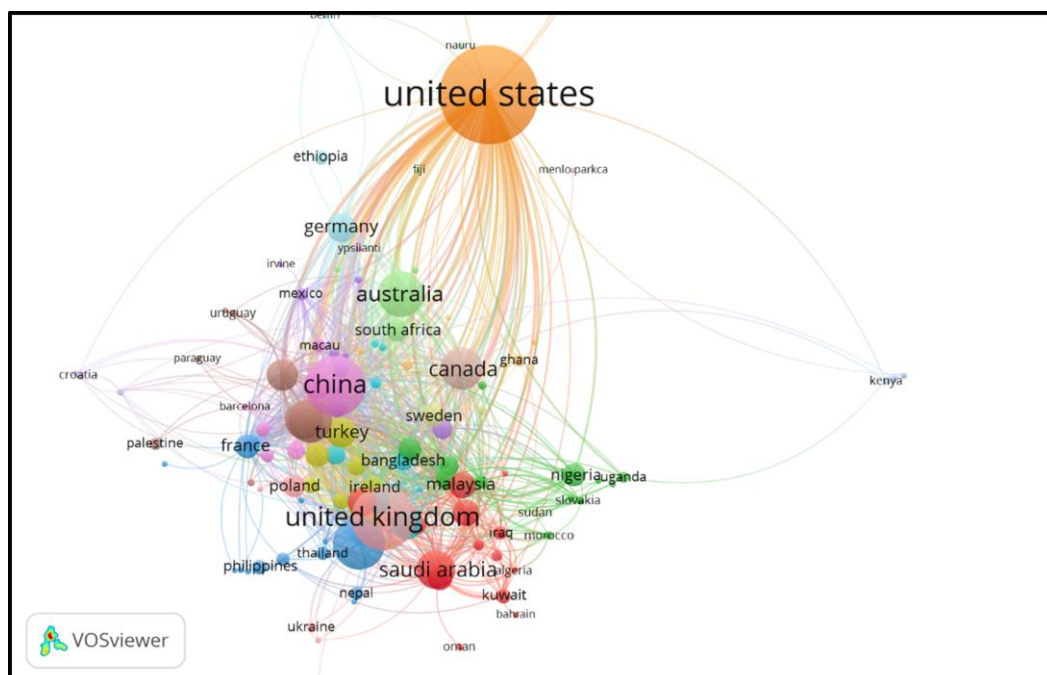 berlin
nauru
united states
ethiopia
fiji
menlo parkca
germany
ypsilanti
irvine
mexico
australia
uruguay
south africa
macau
paraguay
canada
ghana
croatia
china
kenya
barcelona
sweden
palestine
france
turkey
bangladesh
poland
ireland
malaysia
nigeria
uganda
slovakia
united kingdom
sudan
iraq
morocco
thailand
philippines
saudi arabia
algeria
nepal
kuwait
bahrain
ukraine
oman
VOSviewer